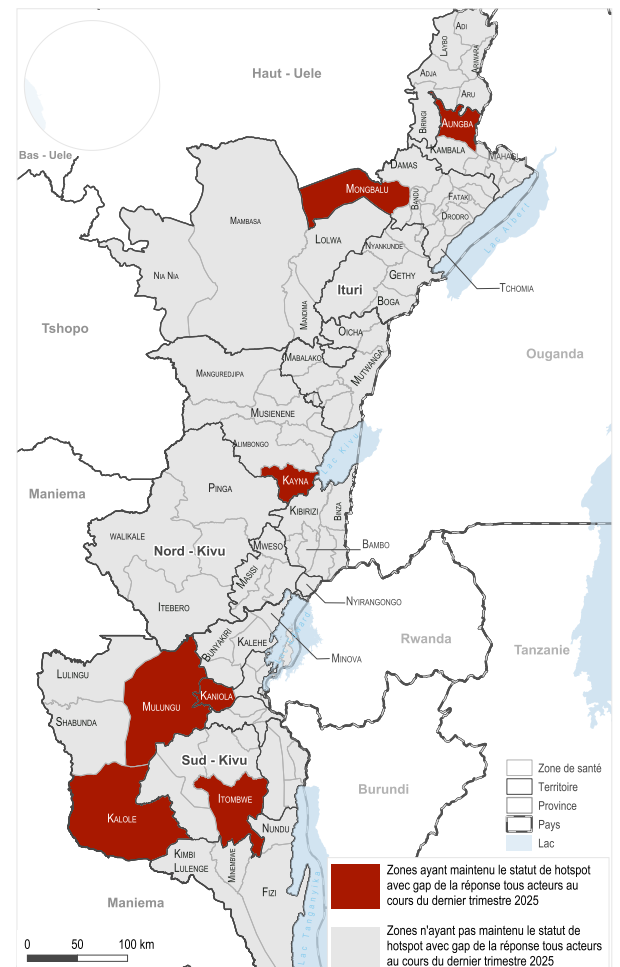 ADI
LAYBO
ARIWARA
Haut - Uele
ADJA
ARU
BIRINGI
AUNGBA
KAMBALA
MAHAGI
Bas - Uele
DAMAS
MONGBALU
BANDU
FATAKI
DRODRO
MAMBASA
LOLWA
NYANKUNDE
Lac Albert
GETHY
NIA NIA
Ituri
TCHOMIA
BOGA
MANDIMA
Tshopo
OICHA
MABALAKO
Ouganda
MANGUREDJIPA
MUTWANGA
MUSIENENE
ALIMBONGO
Lac Kivu
KAYNA
PINGA
Maniema
KIBIRIZI
BINZA
WALIKALE
MWESO
BAMBO
Nord - Kivu
MASISI
ITEBERO
NYIRANGONGO
BUNYAKIRI
KALEHE
Rwanda
Tanzanie
MINOVA
LULINGU
KANIOLA
MULUNGU
SHABUNDA
Sud - Kivu
Burundi
ITOMBWE
KALOLE
NUNDU
KIMBI
LULENGE
MINEMBWE
FIZI
Maniema
Lac Tanganyika
Zone de santé
Territoire
Province
Pays
Lac
Zones ayant maintenu le statut de hotspot
avec gap de la réponse tous acteurs au
cours du dernier trimestre 2025
Zones n'ayant pas maintenu le statut de
hotspot avec gap de la réponse tous acteurs
au cours du dernier trimestre 2025
0 50 100 km